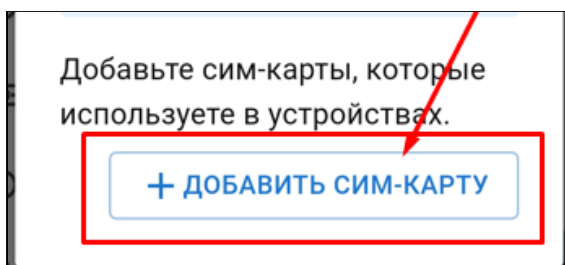 Добавьте сим-карты, которые
используете в устройствах.
+ ДОБАВИТЬ СИМ-КАРТУ